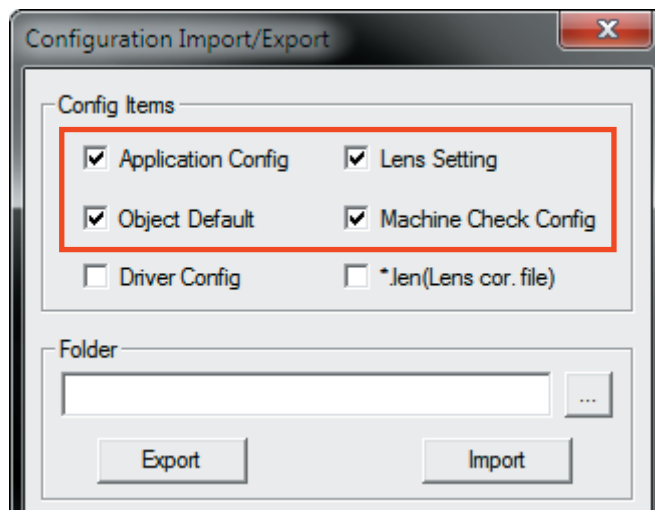 Configuration Import/Export
Config Items
Application Config Lens Setting
Object Default Machine Check Config
Driver Config *.len(Lens cor. file)
Folder
...
Export Import